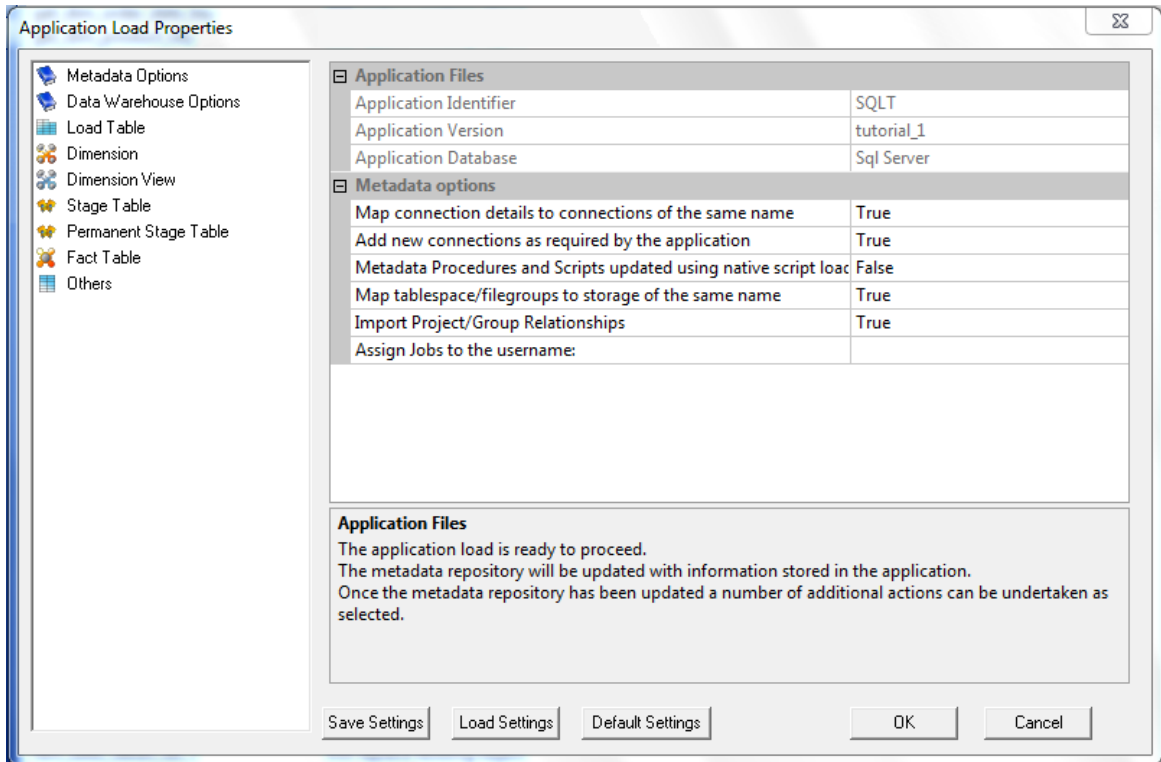 Application Load Properties
Metadata Options
Data Warehouse Options
Load Table
Dimension
Dimension View
Stage Table
Permanent Stage Table
Fact Table
Others
Application Files
Application Identifier SQLT
Application Version tutorial_1
Application Database Sql Server
Metadata options
Map connection details to connections of the same name True
Add new connections as required by the application True
Metadata Procedures and Scripts updated using native script loac False
Map tablespace/filegroups to storage of the same name True
Import Project/Group Relationships True
Assign Jobs to the username:
Application Files
The application load is ready to proceed.
The metadata repository will be updated with information stored in the application.
Once the metadata repository has been updated a number of additional actions can be undertaken as
selected.
Save Settings Load Settings Default Settings OK Cancel